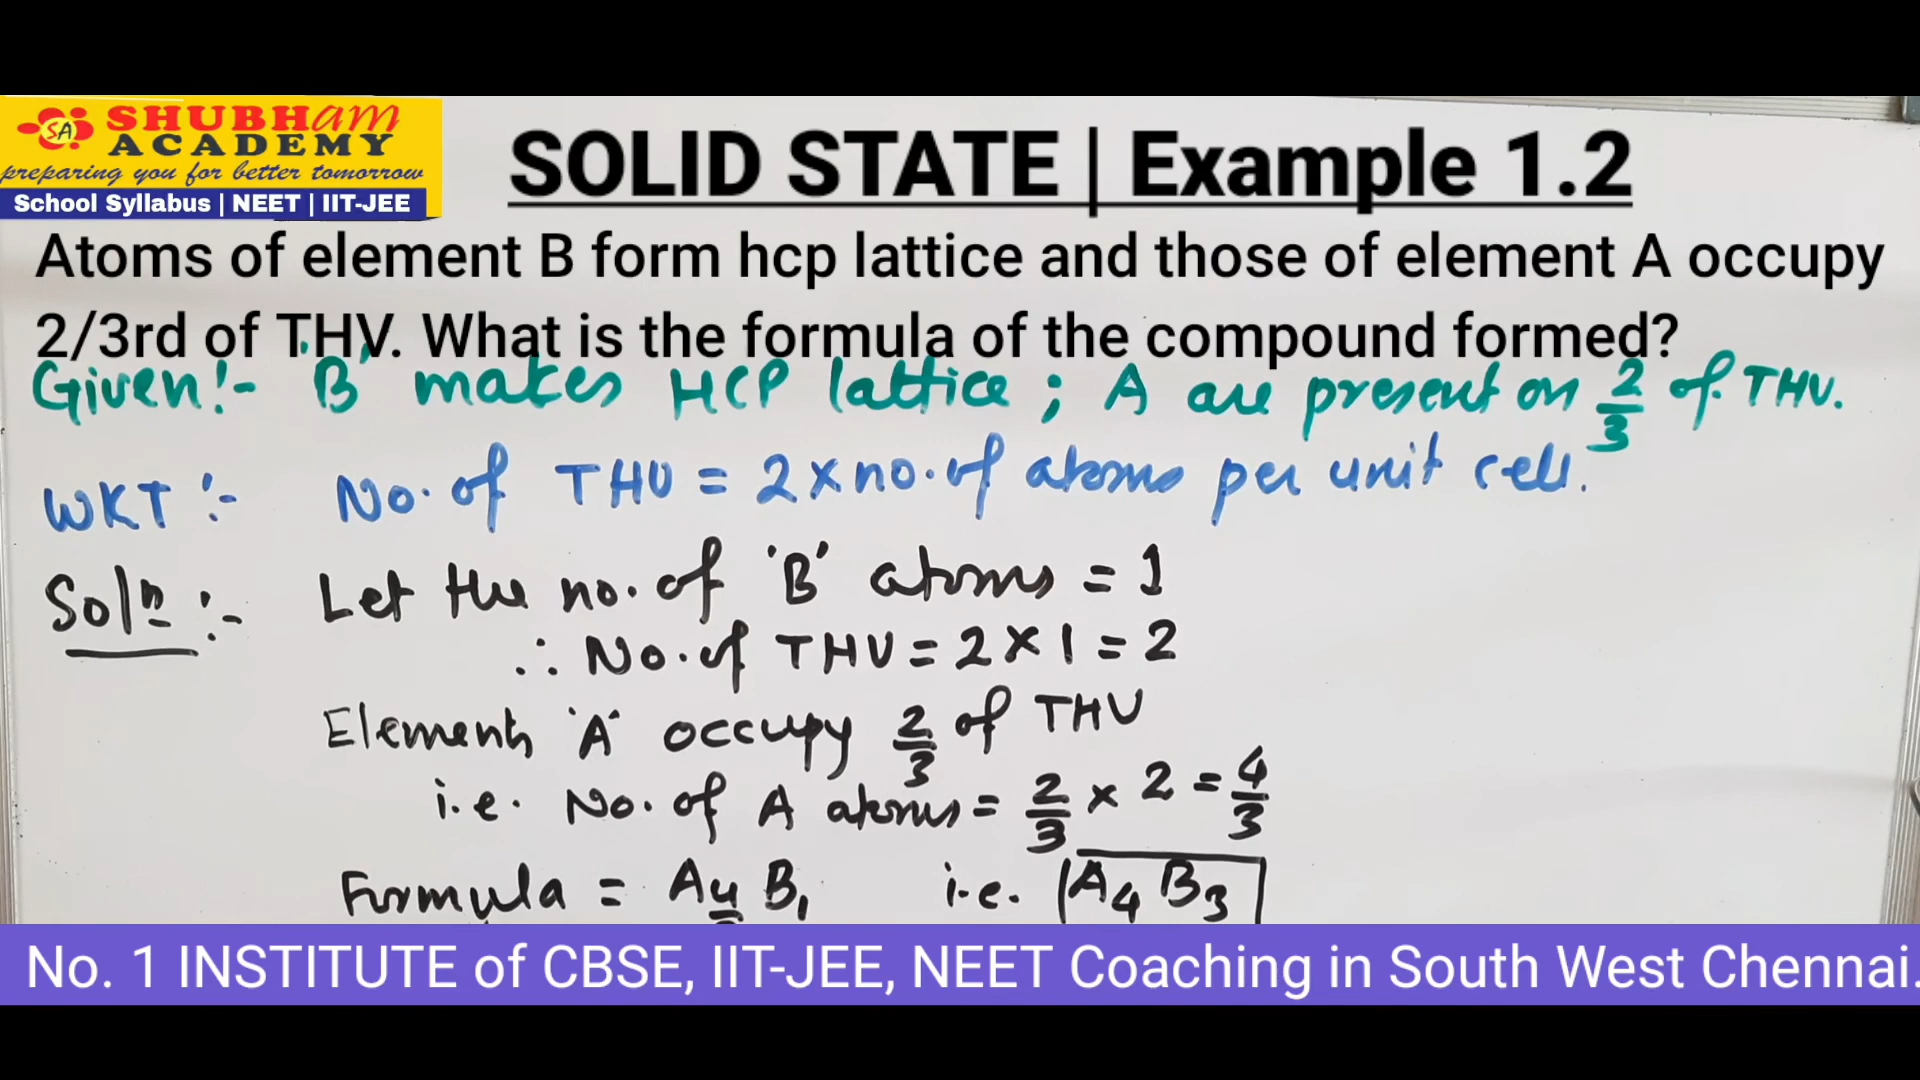 SHUBHam
SA
ACADEMY
preparing you for better tomorrow
School Syllabus | NEET | IIT-JEE
SOLID STATE | Example 1.2
Atoms of element B form hcp lattice and those of element A occupy
2/3rd of THV. What is the formula of the compound formed?
Given:- 'B' makes HCP lattice ; A are present on 2/3 of THV.
WKT :- No. of THV = 2 × no. of atoms per unit cell.
Soln :- Let the no. of 'B' atoms = 1
∴ No. of THV = 2 × 1 = 2
Elements 'A' occupy 2/3 of THV
i.e. No. of A atoms = 2/3 × 2 = 4/3
Formula = A4 B1 i.e. A4 B3
No. 1 INSTITUTE of CBSE, IIT-JEE, NEET Coaching in South West Chennai.